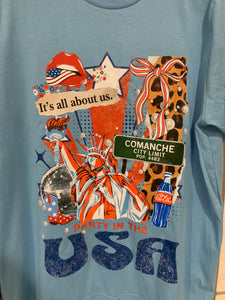 It's all about us.
COMANCHE
CITY LIMIT
POP. 4482
PARTY IN THE
USA